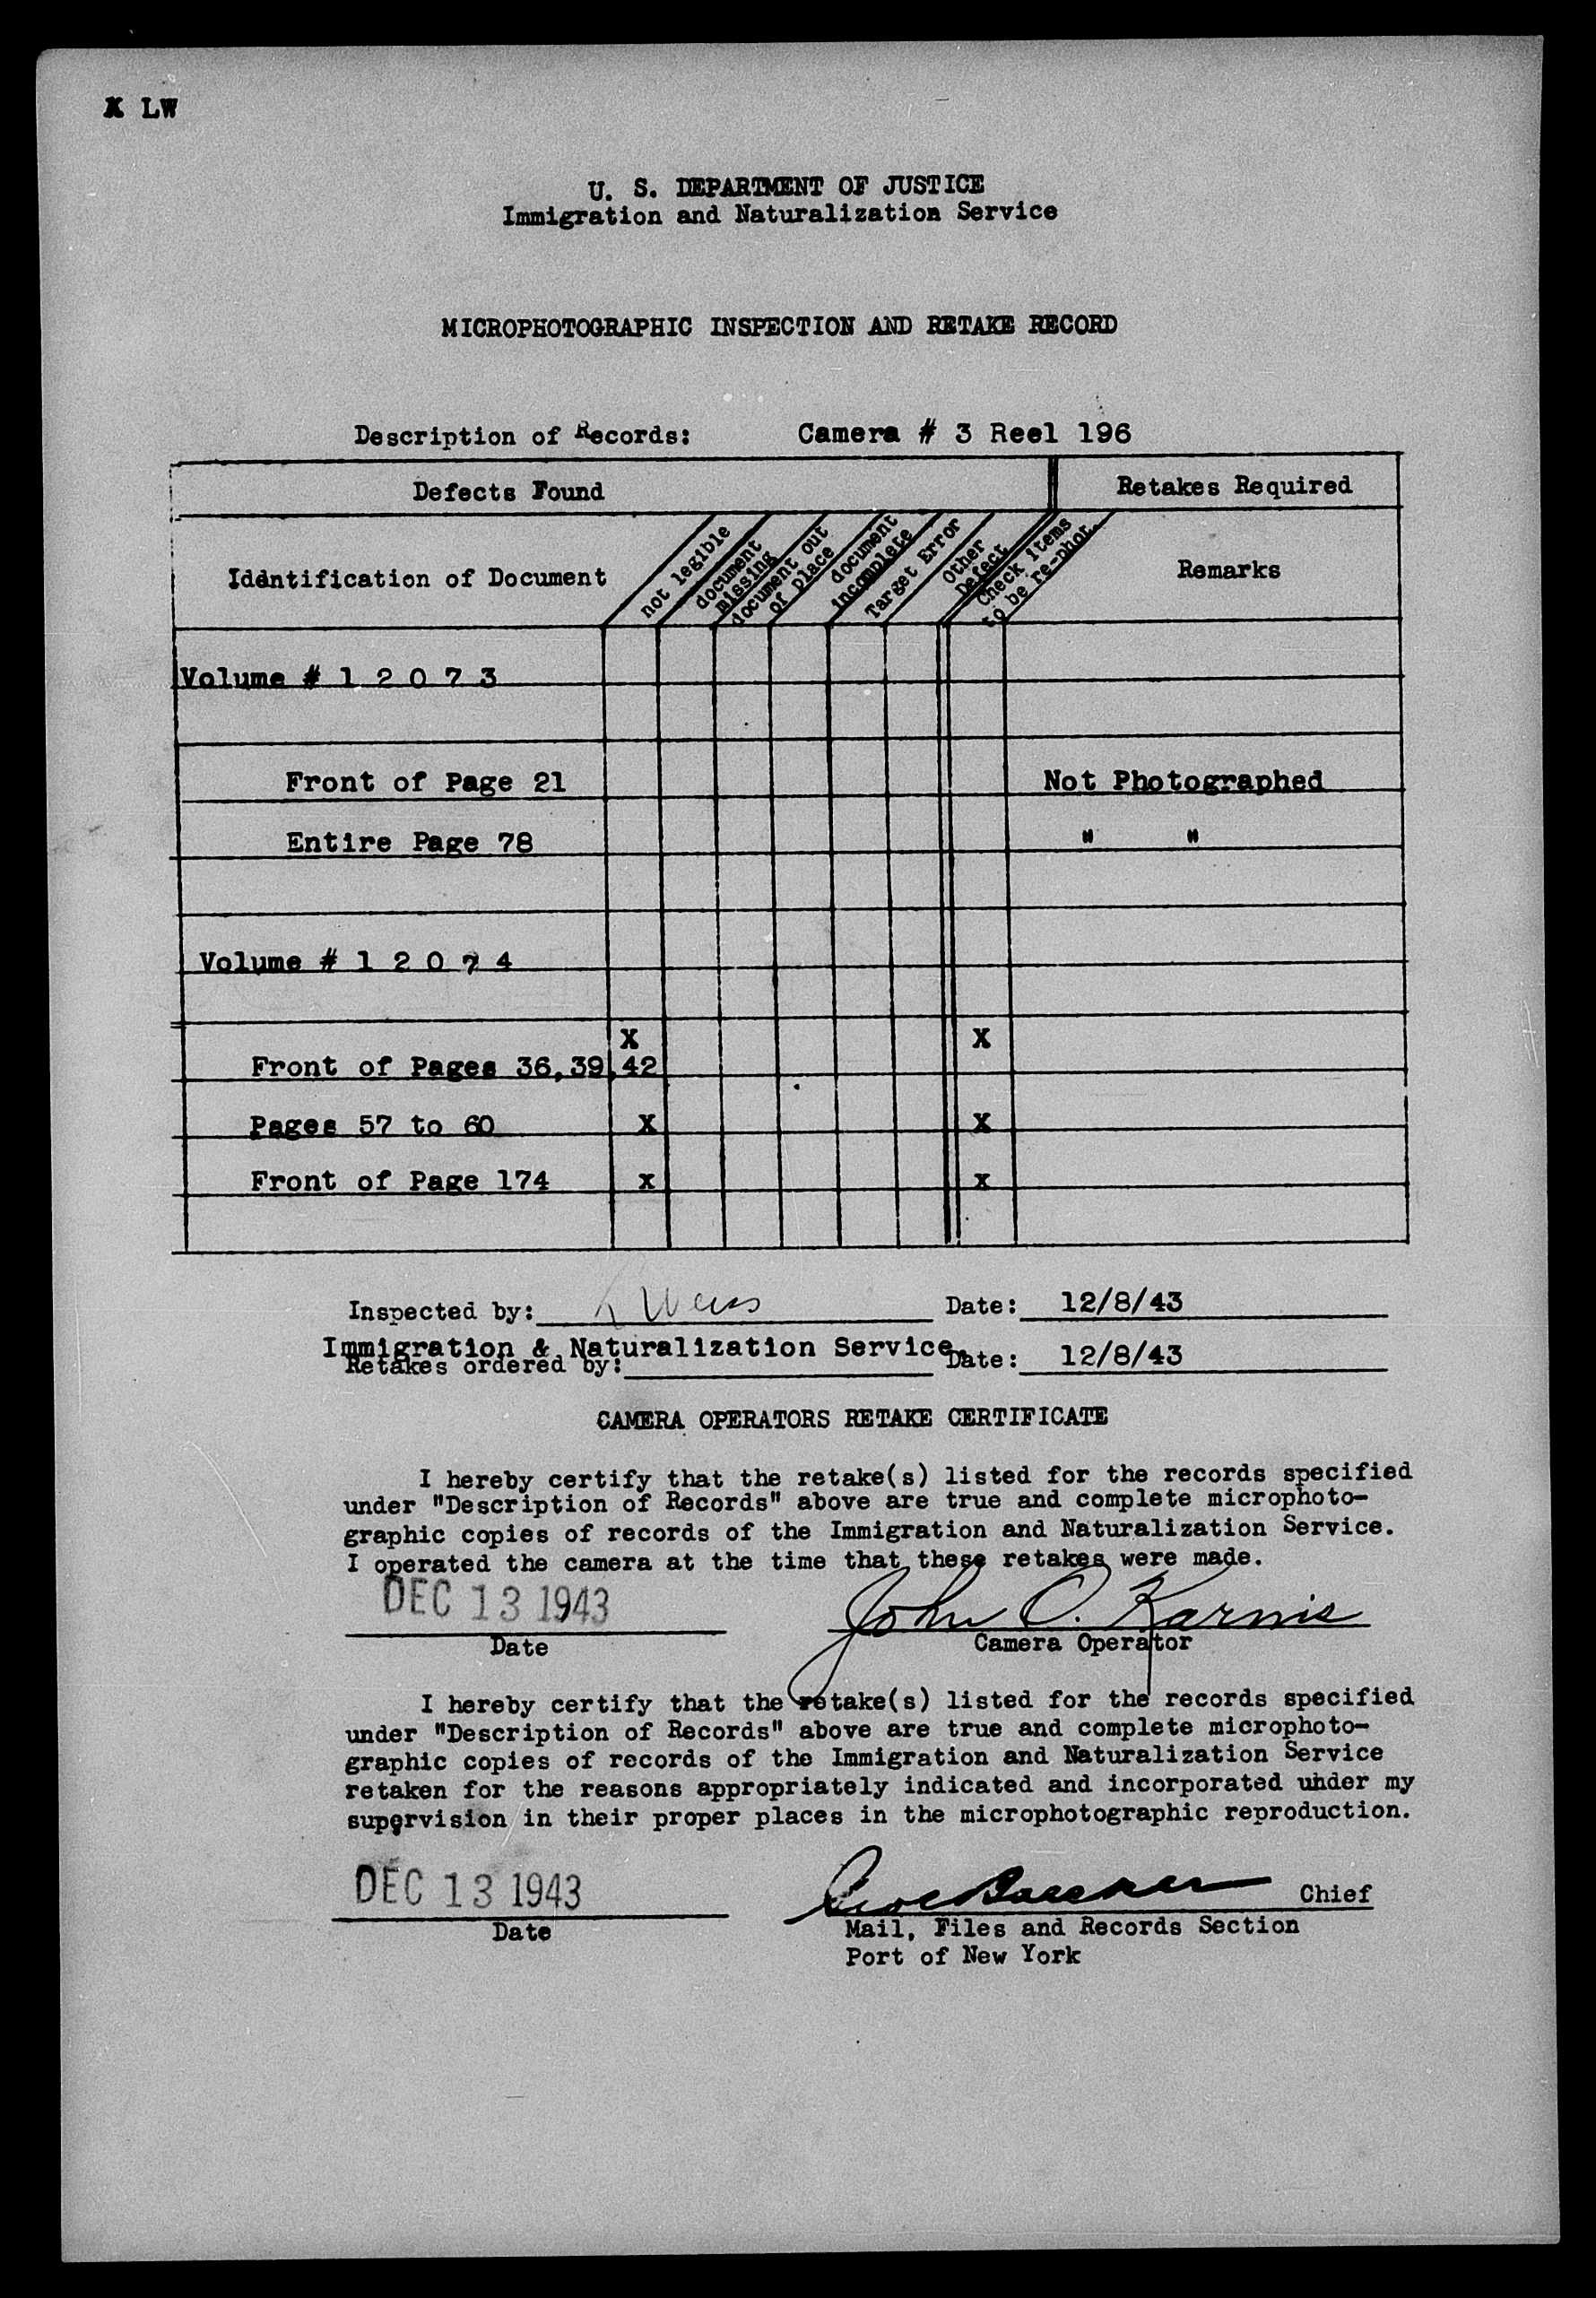 X LW
U. S. DEPARTMENT OF JUSTICE
Immigration and Naturalization Service
MICROPHOTOGRAPHIC INSPECTION AND RETAKE RECORD
Description of Records: Camera # 3 Reel 196
Defects Found Retakes Required
Identification of Document
not legible
document missing
document out of place
document incomplete
Target Error
Other Defect
Check items to be re-phot.
Remarks
Volume # 1 2 0 7 3
Front of Page 21 Not Photographed
Entire Page 78 " "
Volume # 1 2 0 7 4
X X
Front of Pages 36,39,42
Pages 57 to 60 X X
Front of Page 174 x x
Inspected by: Weiss Date: 12/8/43
Immigration & Naturalization Service.
Retakes ordered by: Date: 12/8/43
CAMERA OPERATORS RETAKE CERTIFICATE
I hereby certify that the retake(s) listed for the records specified
under "Description of Records" above are true and complete microphoto-
graphic copies of records of the Immigration and Naturalization Service.
I operated the camera at the time that these retakes were made.
DEC 13 1943 John O. Karnis
Date Camera Operator
I hereby certify that the retake(s) listed for the records specified
under "Description of Records" above are true and complete microphoto-
graphic copies of records of the Immigration and Naturalization Service
retaken for the reasons appropriately indicated and incorporated under my
supervision in their proper places in the microphotographic reproduction.
DEC 13 1943 Chief
Date Mail, Files and Records Section
Port of New York